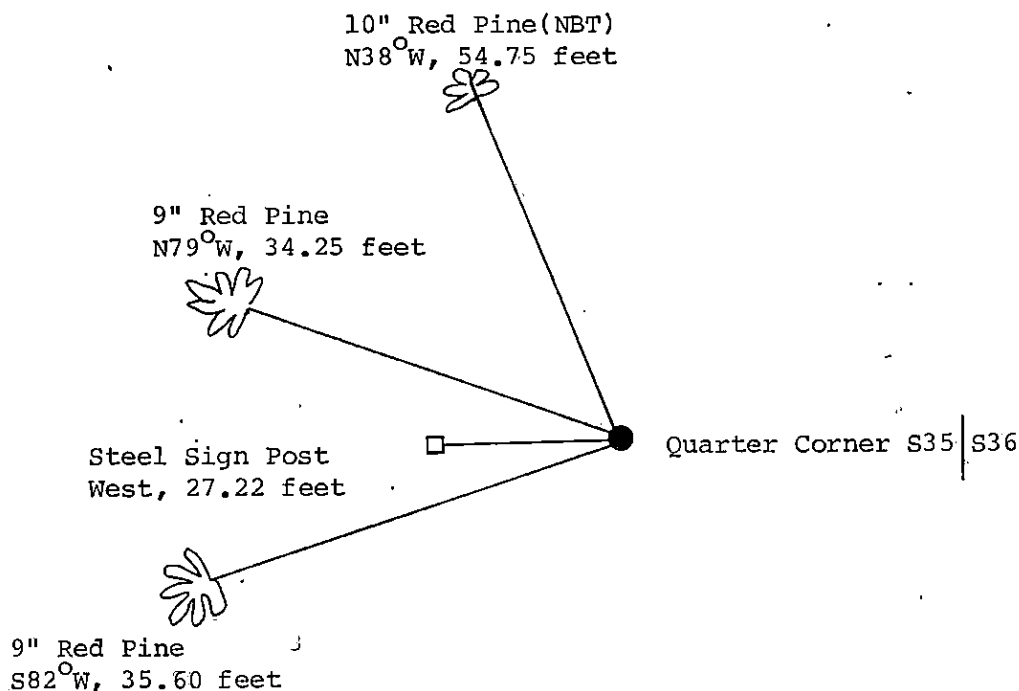 10" Red Pine(NBT)
N38°W, 54.75 feet
9" Red Pine
N79°W, 34.25 feet
Steel Sign Post
West, 27.22 feet
Quarter Corner S35|S36
9" Red Pine
S82°W, 35.60 feet